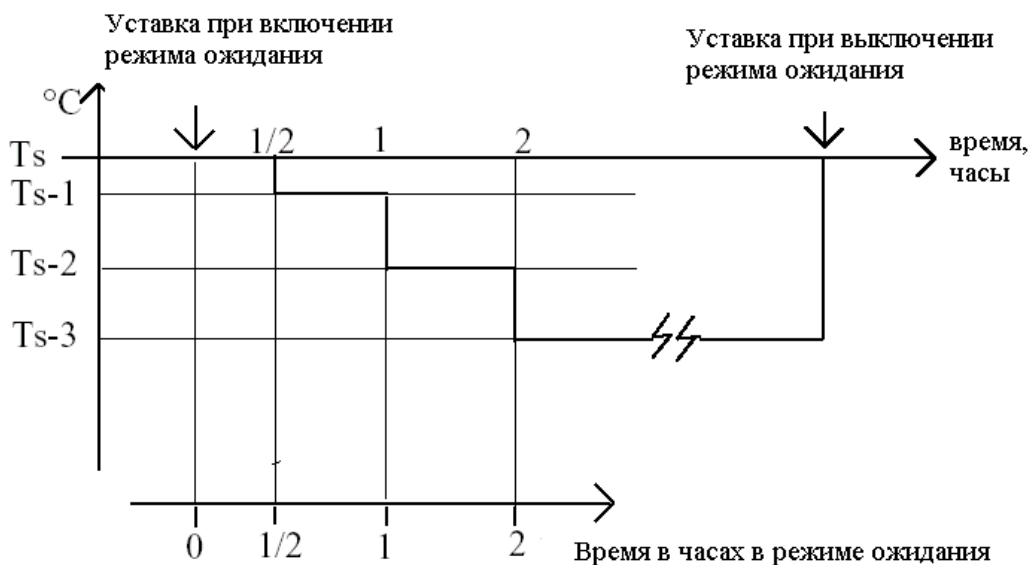 Уставка при включении
режима ожидания
Уставка при выключении
режима ожидания
°C
1/2 1 2
Ts
время,
часы
Ts-1
Ts-2
Ts-3
0 1/2 1 2
Время в часах в режиме ожидания